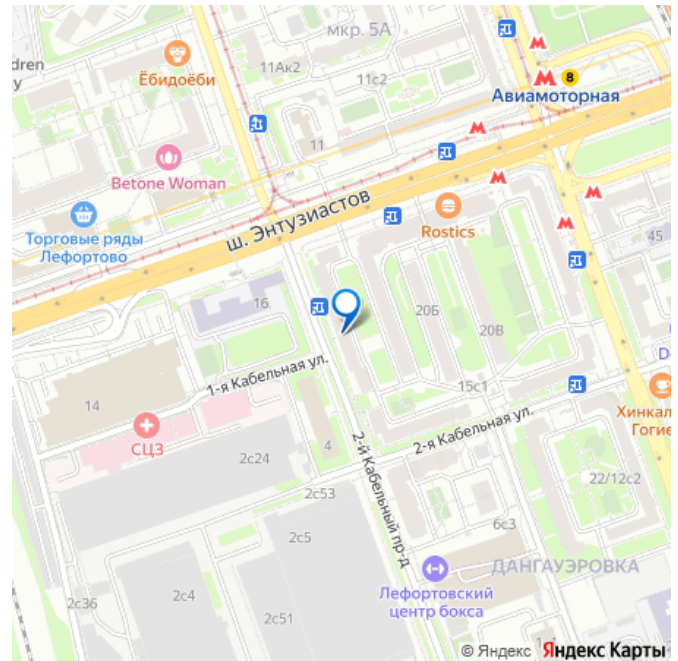 мкр. 5А
dren
y
Ёбидоёби
11Ак2
11с2
8
Авиамоторная
11
Betone Woman
ш. Энтузиастов
Rostics
Торговые ряды
Лефортово
45
16
20Б
20В
1-я Кабельная ул.
15с1
D
14
СЦЗ
4
2-я Кабельная ул.
Хинкал
Гогие
2с24
2-й Кабельный пр-д
22/12с2
2с53
6с3
2с5
ДАНГАУЭРОВКА
Лефортовский
центр бокса
2с36
2с4
2с51
© Яндекс Яндекс Карты